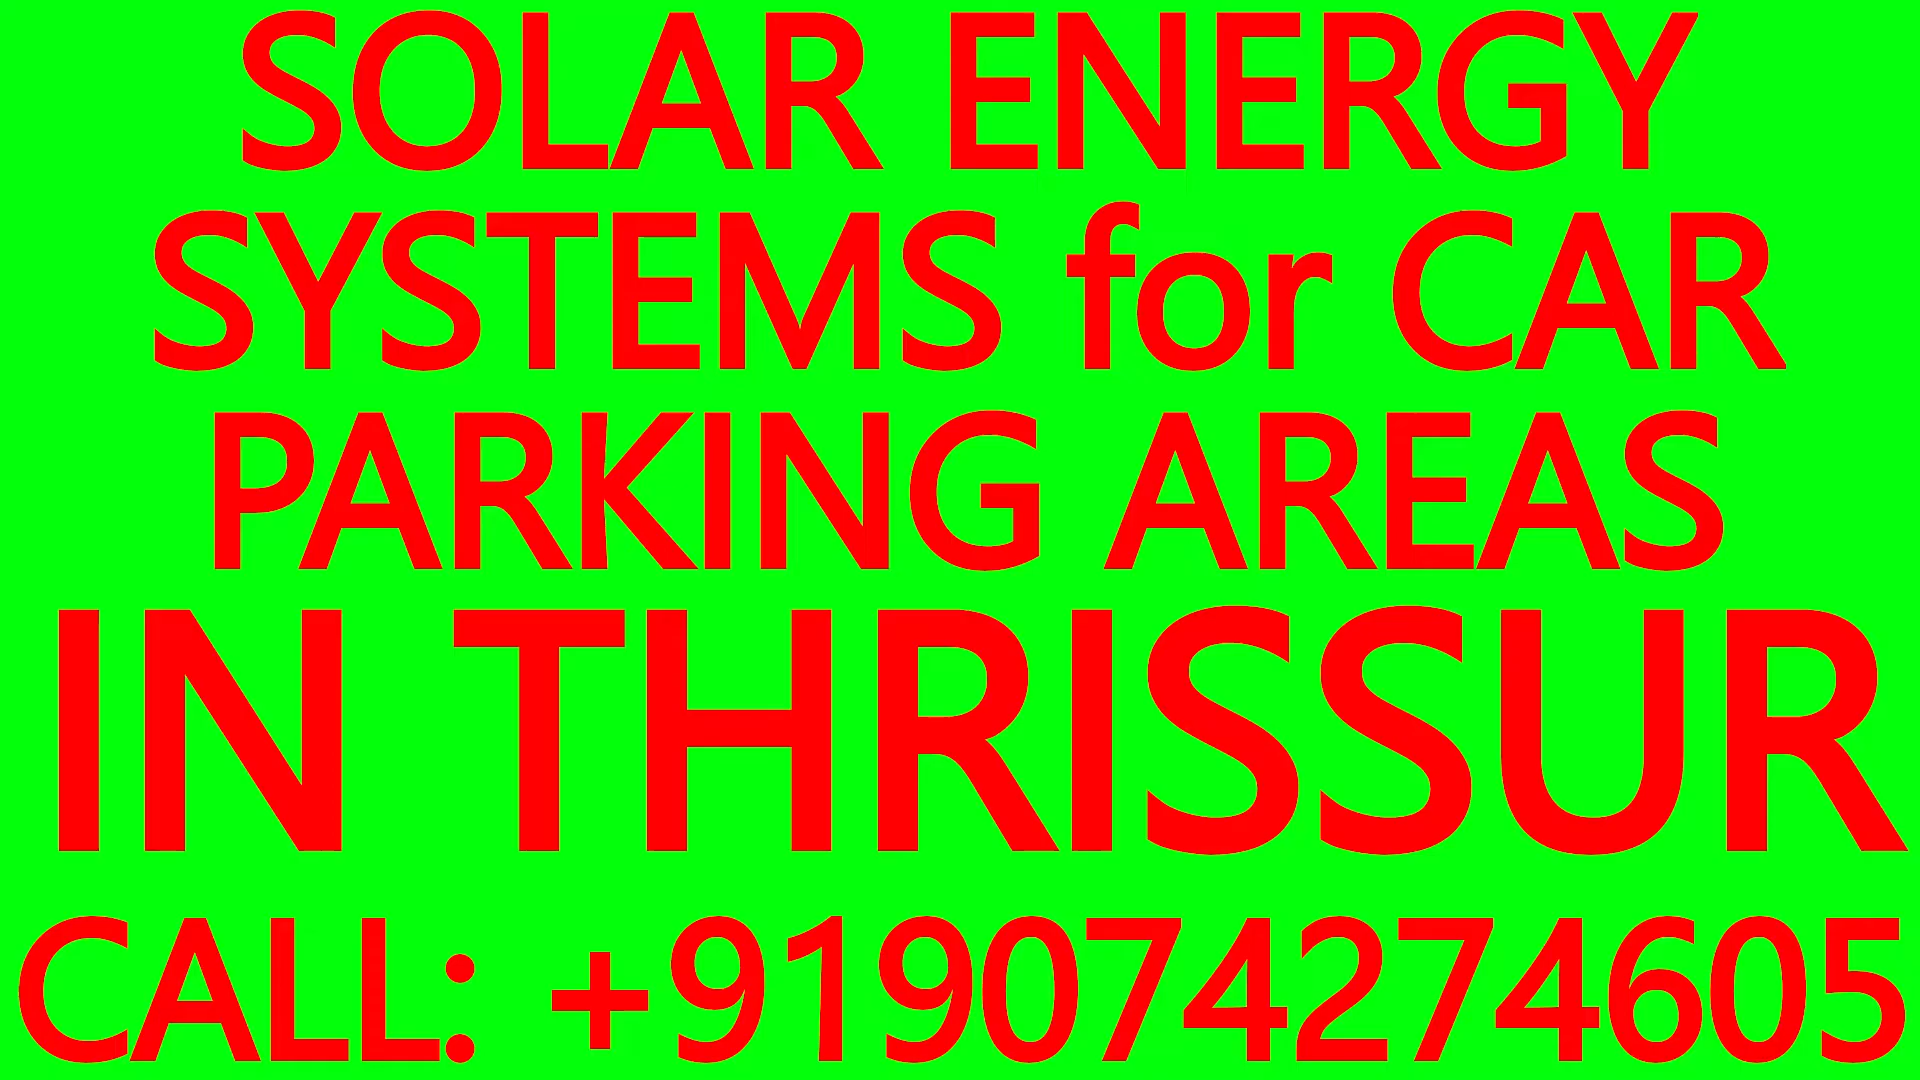 SOLAR ENERGY
SYSTEMS for CAR
PARKING AREAS
IN THRISSUR
CALL: +919074274605